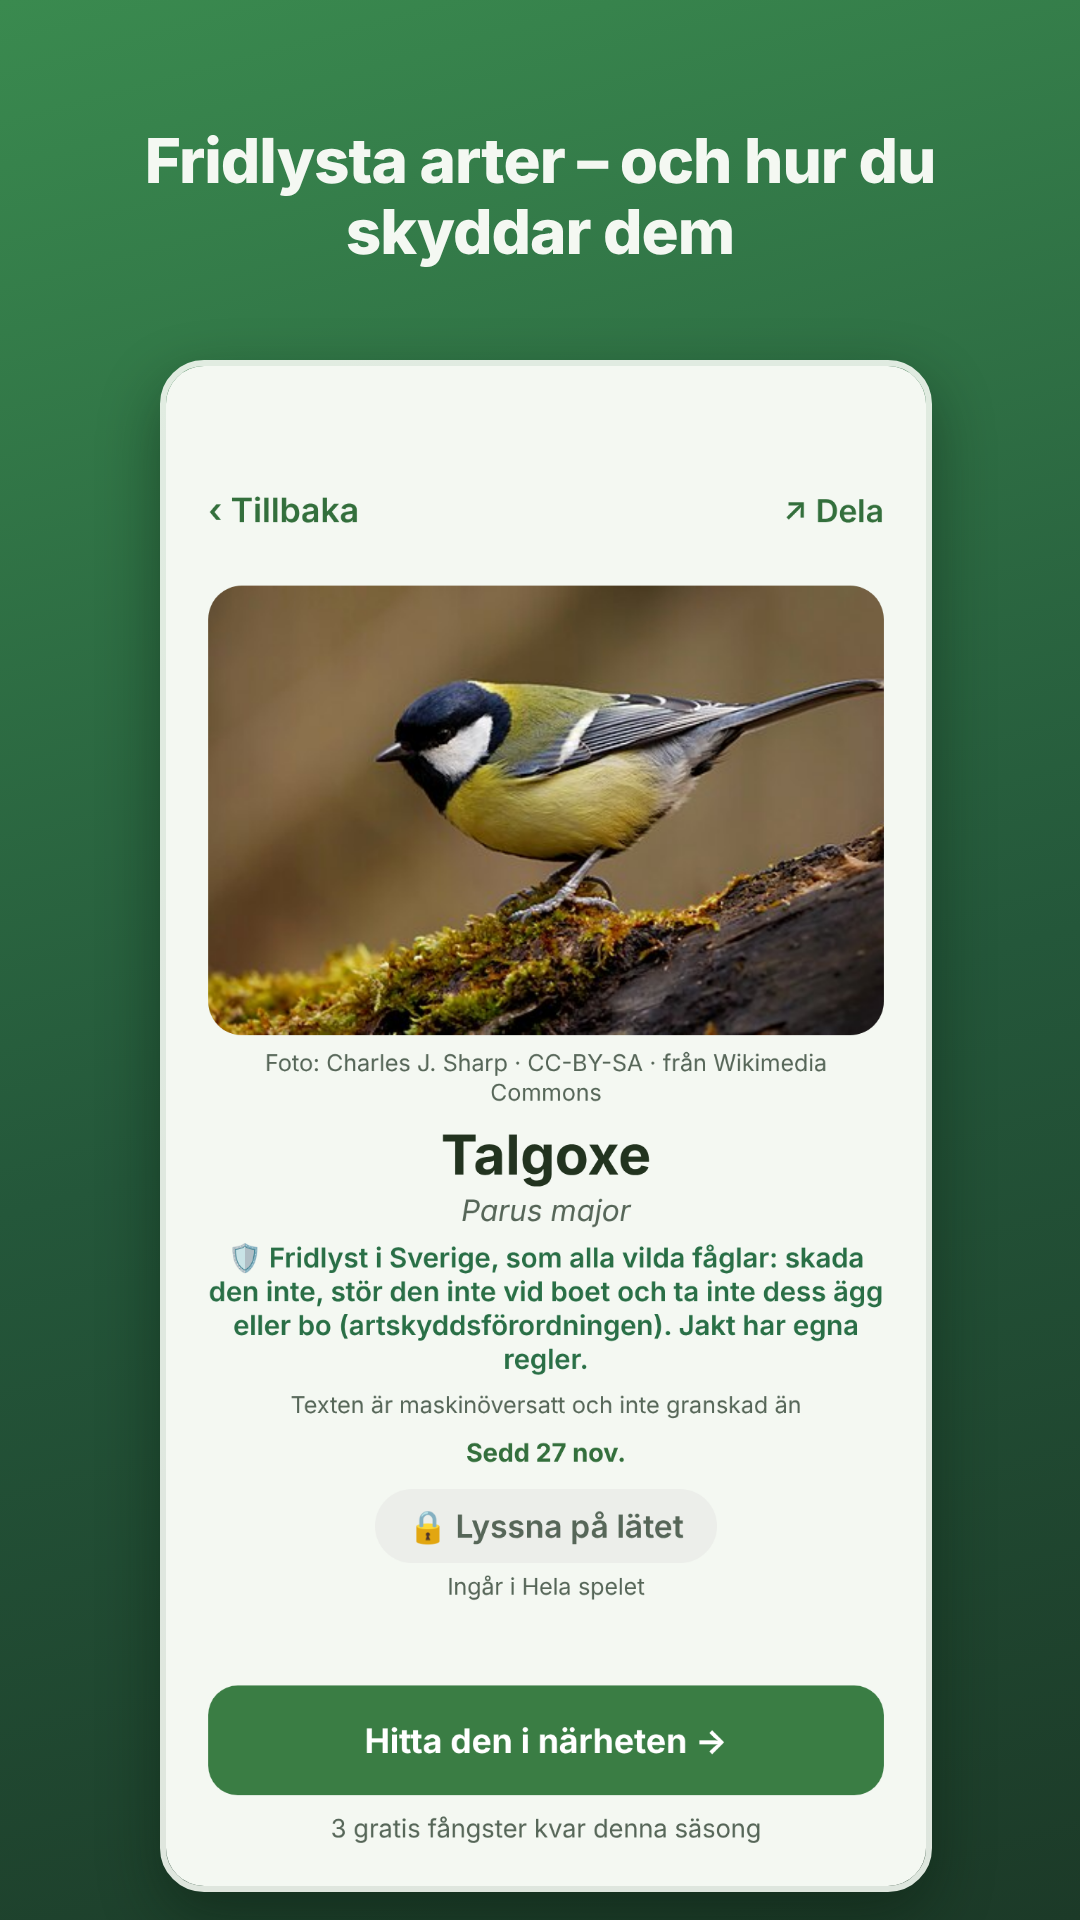 Fridlysta arter – och hur du
skyddar dem
‹ Tillbaka
↗ Dela
Foto: Charles J. Sharp · CC-BY-SA · från Wikimedia
Commons
Talgoxe
Parus major
🛡️ Fridlyst i Sverige, som alla vilda fåglar: skada
den inte, stör den inte vid boet och ta inte dess ägg
eller bo (artskyddsförordningen). Jakt har egna
regler.
Texten är maskinöversatt och inte granskad än
Sedd 27 nov.
🔒 Lyssna på lätet
Ingår i Hela spelet
Hitta den i närheten →
3 gratis fångster kvar denna säsong